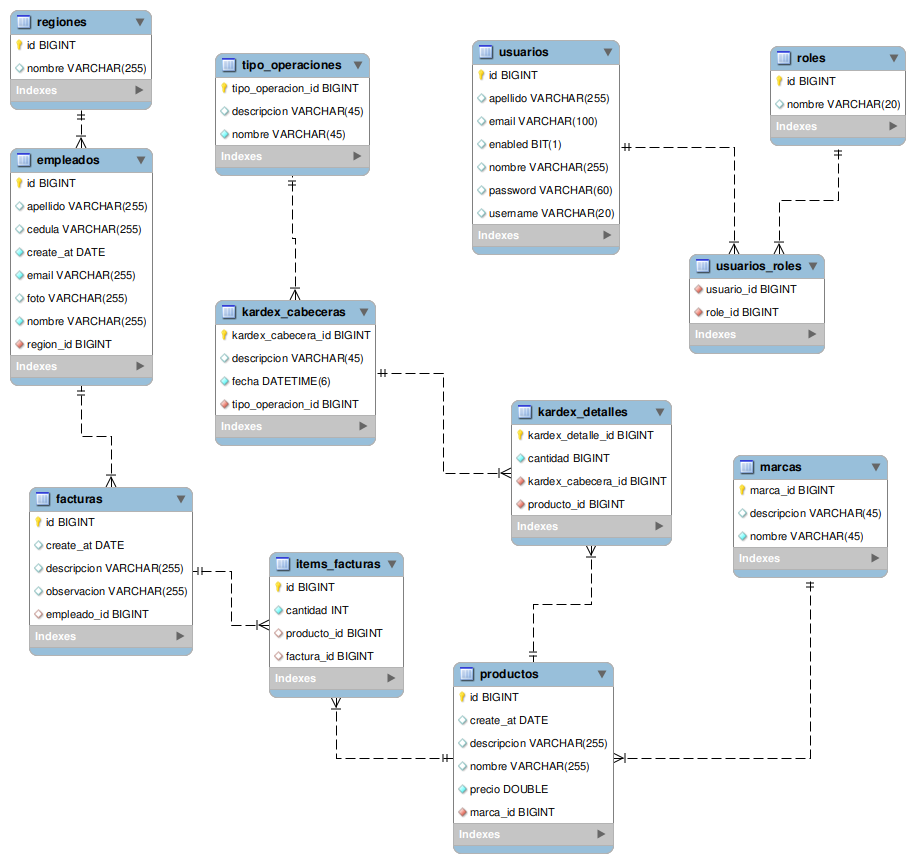 regiones
id BIGINT
nombre VARCHAR(255)
Indexes
empleados
id BIGINT
apellido VARCHAR(255)
cedula VARCHAR(255)
create_at DATE
email VARCHAR(255)
foto VARCHAR(255)
nombre VARCHAR(255)
region_id BIGINT
Indexes
facturas
id BIGINT
create_at DATE
descripcion VARCHAR(255)
observacion VARCHAR(255)
empleado_id BIGINT
Indexes
tipo_operaciones
tipo_operacion_id BIGINT
descripcion VARCHAR(45)
nombre VARCHAR(45)
Indexes
kardex_cabeceras
kardex_cabecera_id BIGINT
descripcion VARCHAR(45)
fecha DATETIME(6)
tipo_operacion_id BIGINT
Indexes
items_facturas
id BIGINT
cantidad INT
producto_id BIGINT
factura_id BIGINT
Indexes
usuarios
id BIGINT
apellido VARCHAR(255)
email VARCHAR(100)
enabled BIT(1)
nombre VARCHAR(255)
password VARCHAR(60)
username VARCHAR(20)
Indexes
roles
id BIGINT
nombre VARCHAR(20)
Indexes
usuarios_roles
usuario_id BIGINT
role_id BIGINT
Indexes
kardex_detalles
kardex_detalle_id BIGINT
cantidad BIGINT
kardex_cabecera_id BIGINT
producto_id BIGINT
Indexes
marcas
marca_id BIGINT
descripcion VARCHAR(45)
nombre VARCHAR(45)
Indexes
productos
id BIGINT
create_at DATE
descripcion VARCHAR(255)
nombre VARCHAR(255)
precio DOUBLE
marca_id BIGINT
Indexes